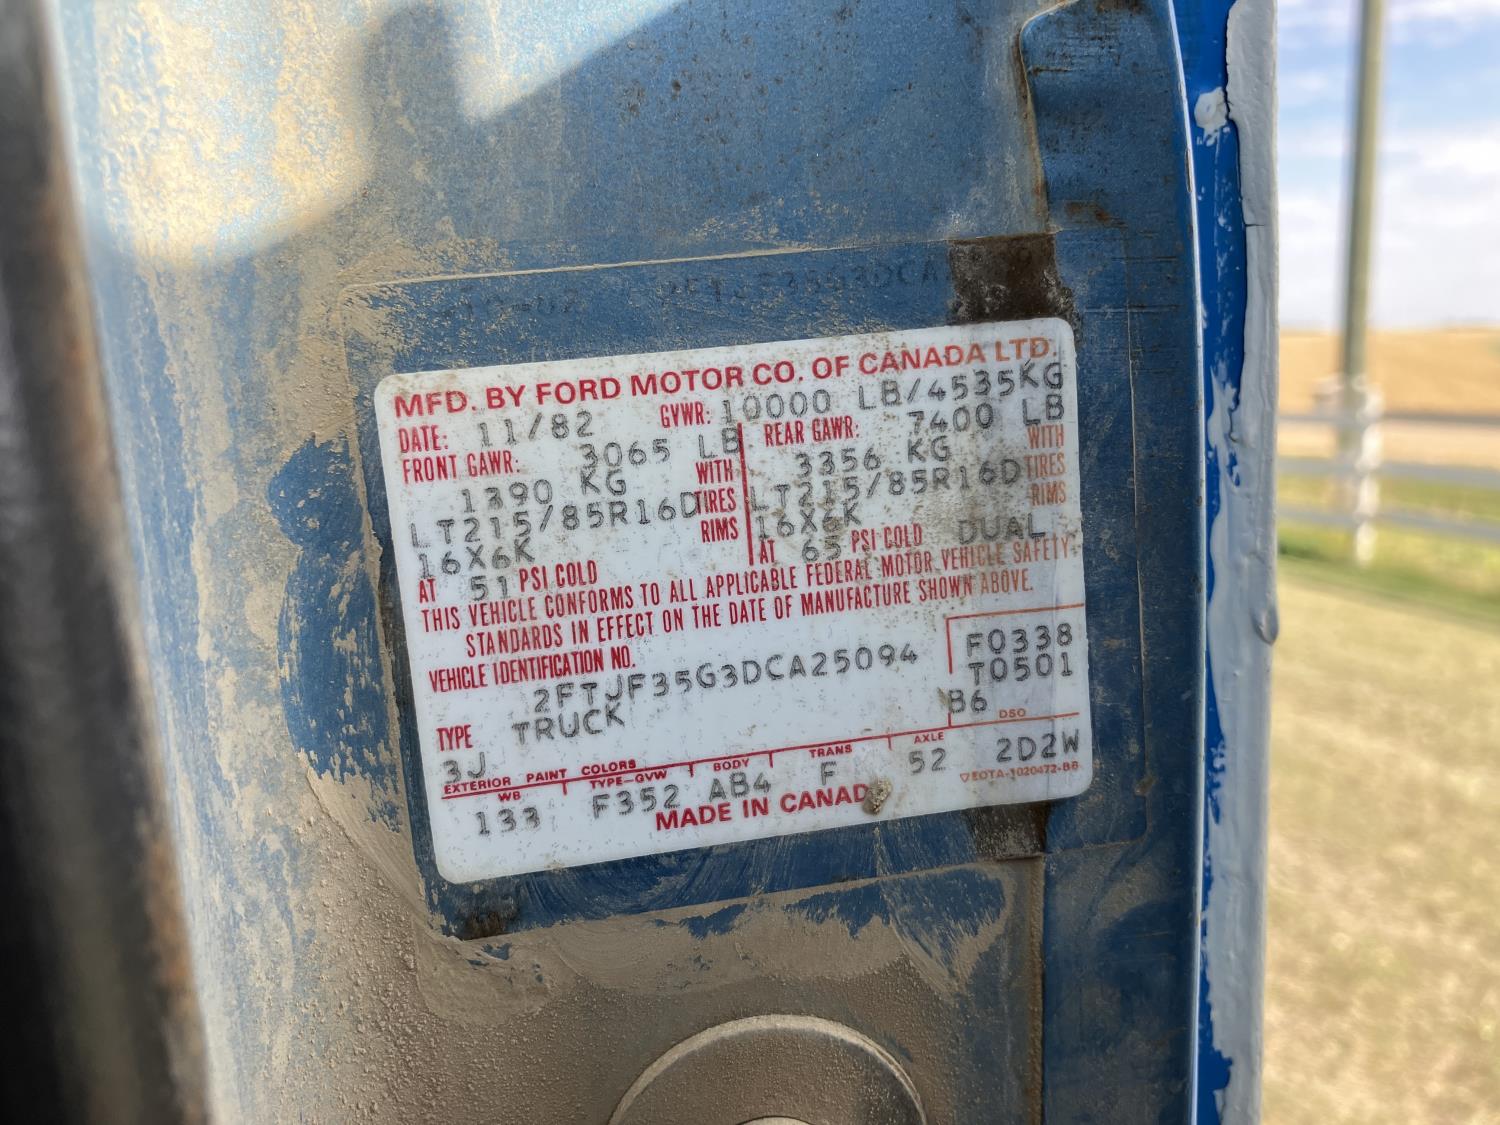 2FTJF35G3DCA
MFD. BY FORD MOTOR CO. OF CANADA LTD.
DATE: 11/82 GVWR: 10000 LB/4535KG
FRONT GAWR: 3065 LB REAR GAWR: 7400 LB
1390 KG WITH 3356 KG WITH
LT215/85R16D TIRES LT215/85R16D TIRES
16X6K RIMS 16X6K DUAL RIMS
AT 51 PSI COLD AT 65 PSI COLD
THIS VEHICLE CONFORMS TO ALL APPLICABLE FEDERAL MOTOR VEHICLE SAFETY
STANDARDS IN EFFECT ON THE DATE OF MANUFACTURE SHOWN ABOVE.
VEHICLE IDENTIFICATION NO. F0338
2FTJF35G3DCA25094 T0501
TYPE TRUCK B6
3J DSO
EXTERIOR PAINT COLORS
WB TYPE-GVW BODY TRANS AXLE
133 F352 AB4 F 52 2D2W
MADE IN CANADA
▽EOTA-1020472-BB